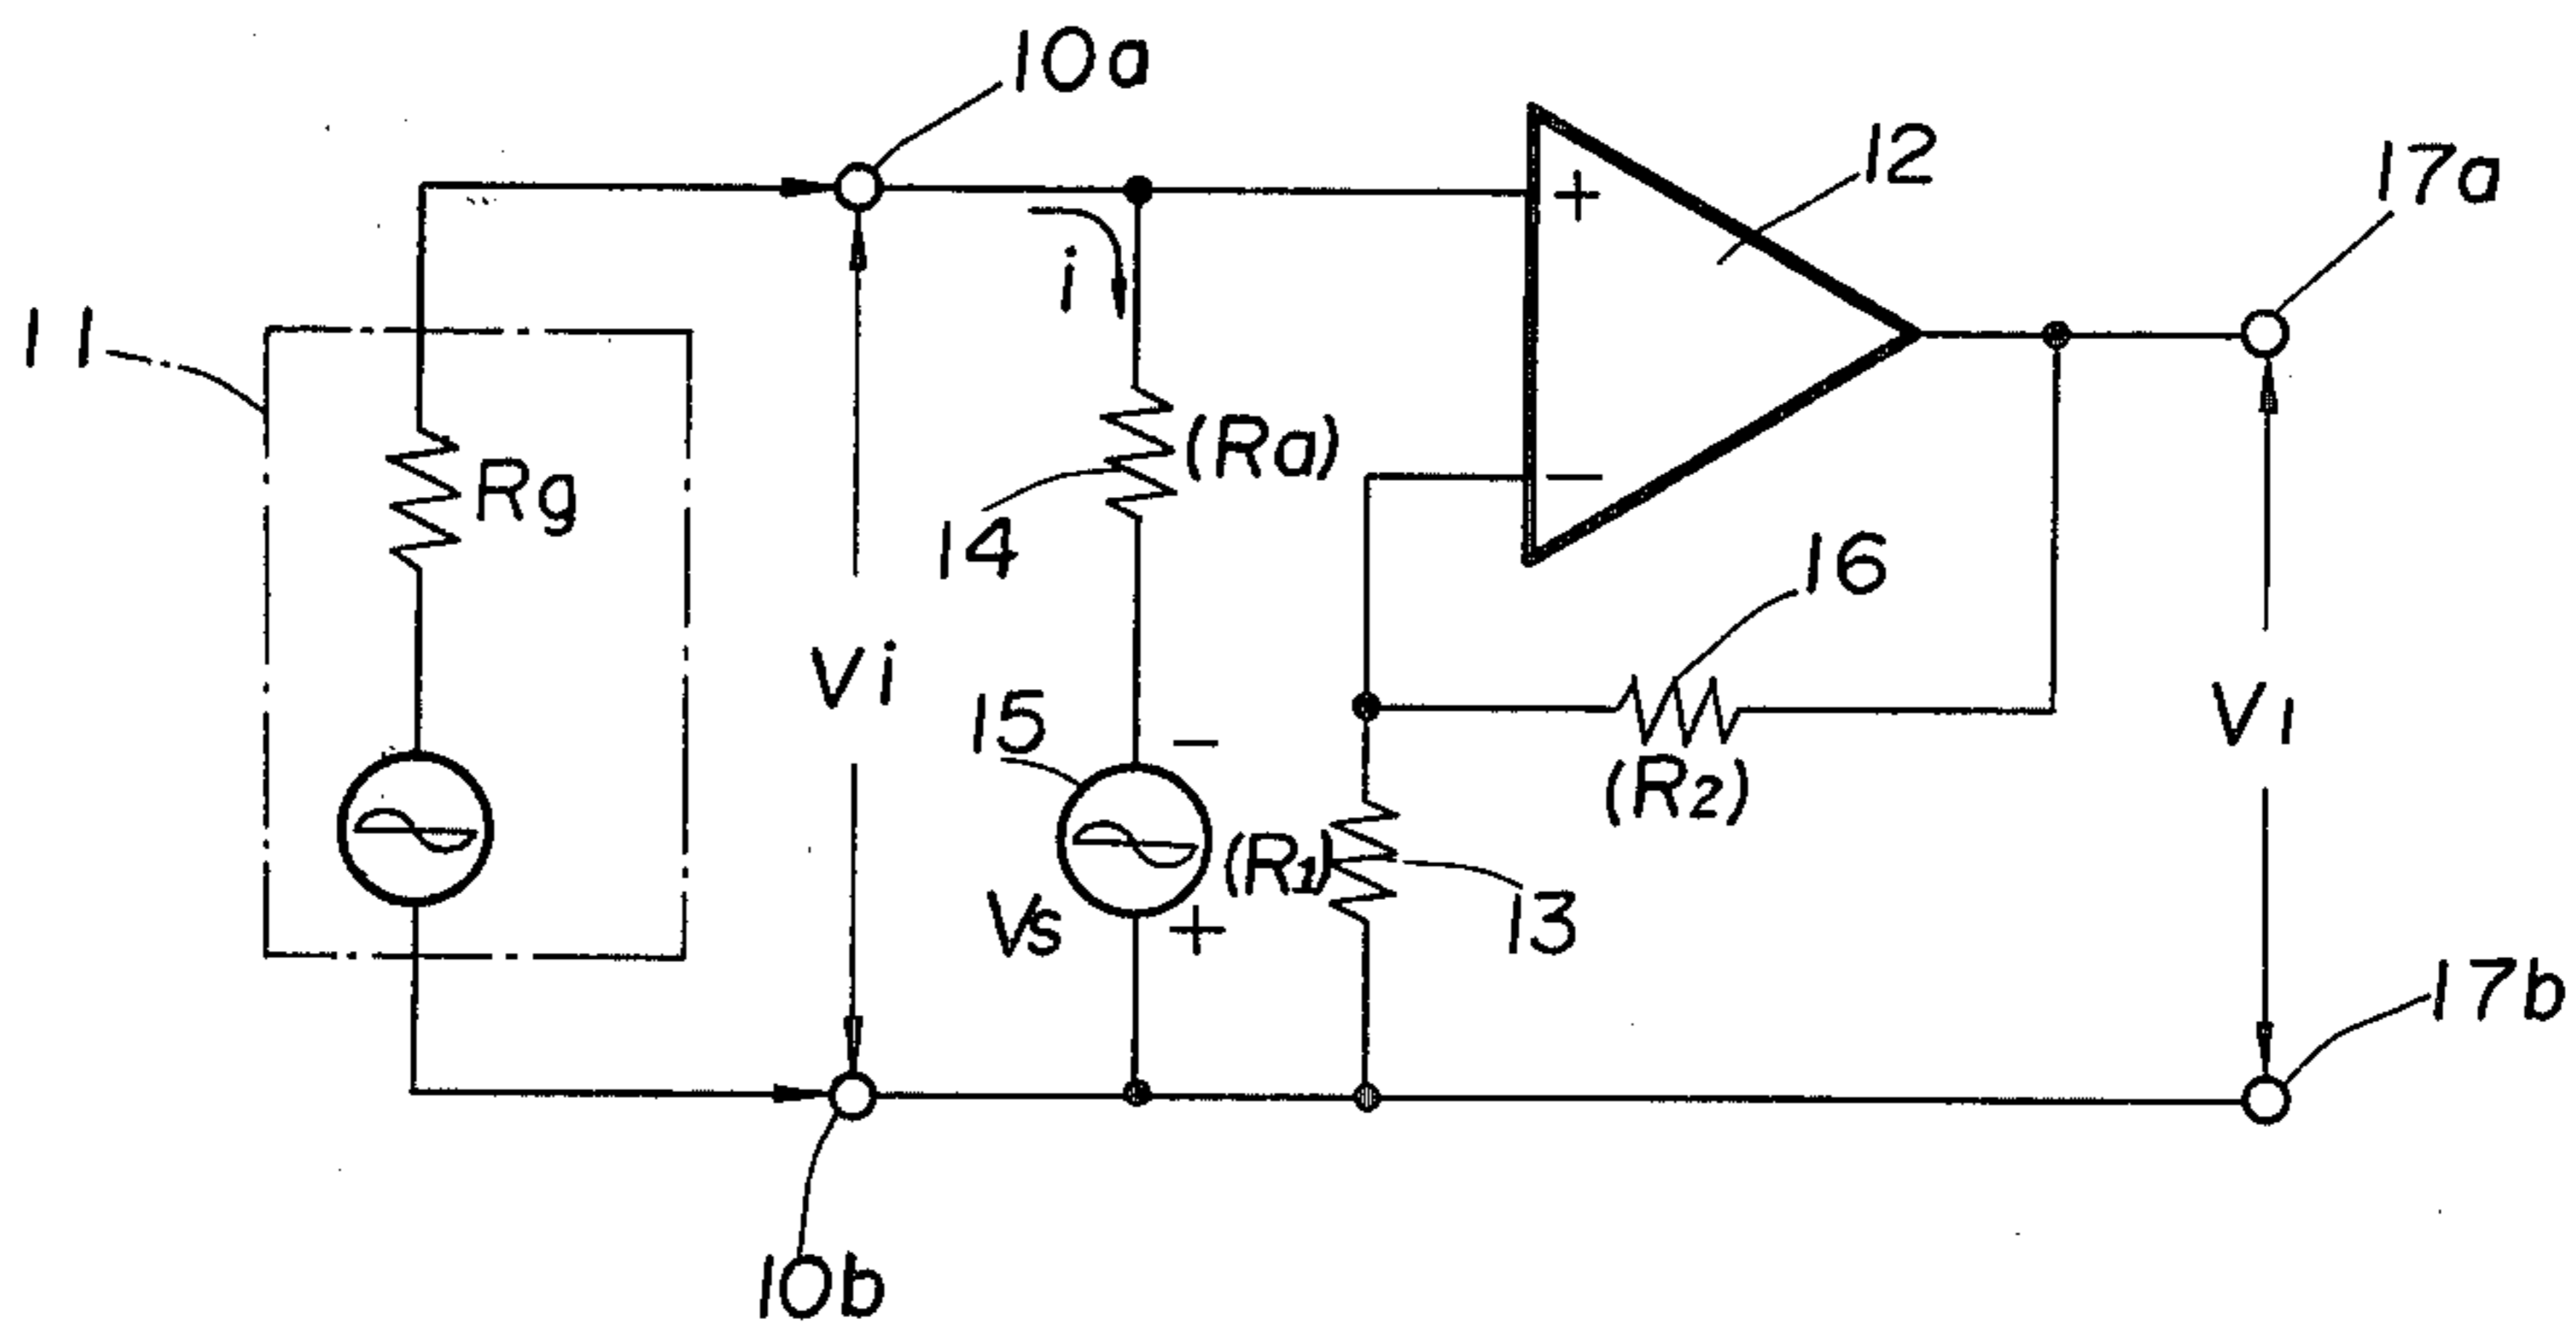 10a
12
17a
+
i
11
(Ra)
Rg
−
14
16
Vi
15
−
V1
(R2)
(R1)
Vs
+
13
17b
10b